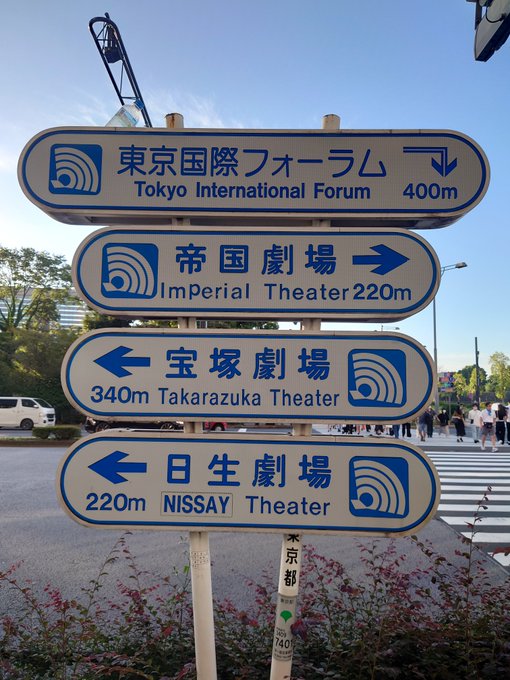 東京国際フォーラム
Tokyo International Forum 400m
帝国劇場
Imperial Theater 220m
宝塚劇場
340m Takarazuka Theater
日生劇場
220m NISSAY Theater
東京都
7401